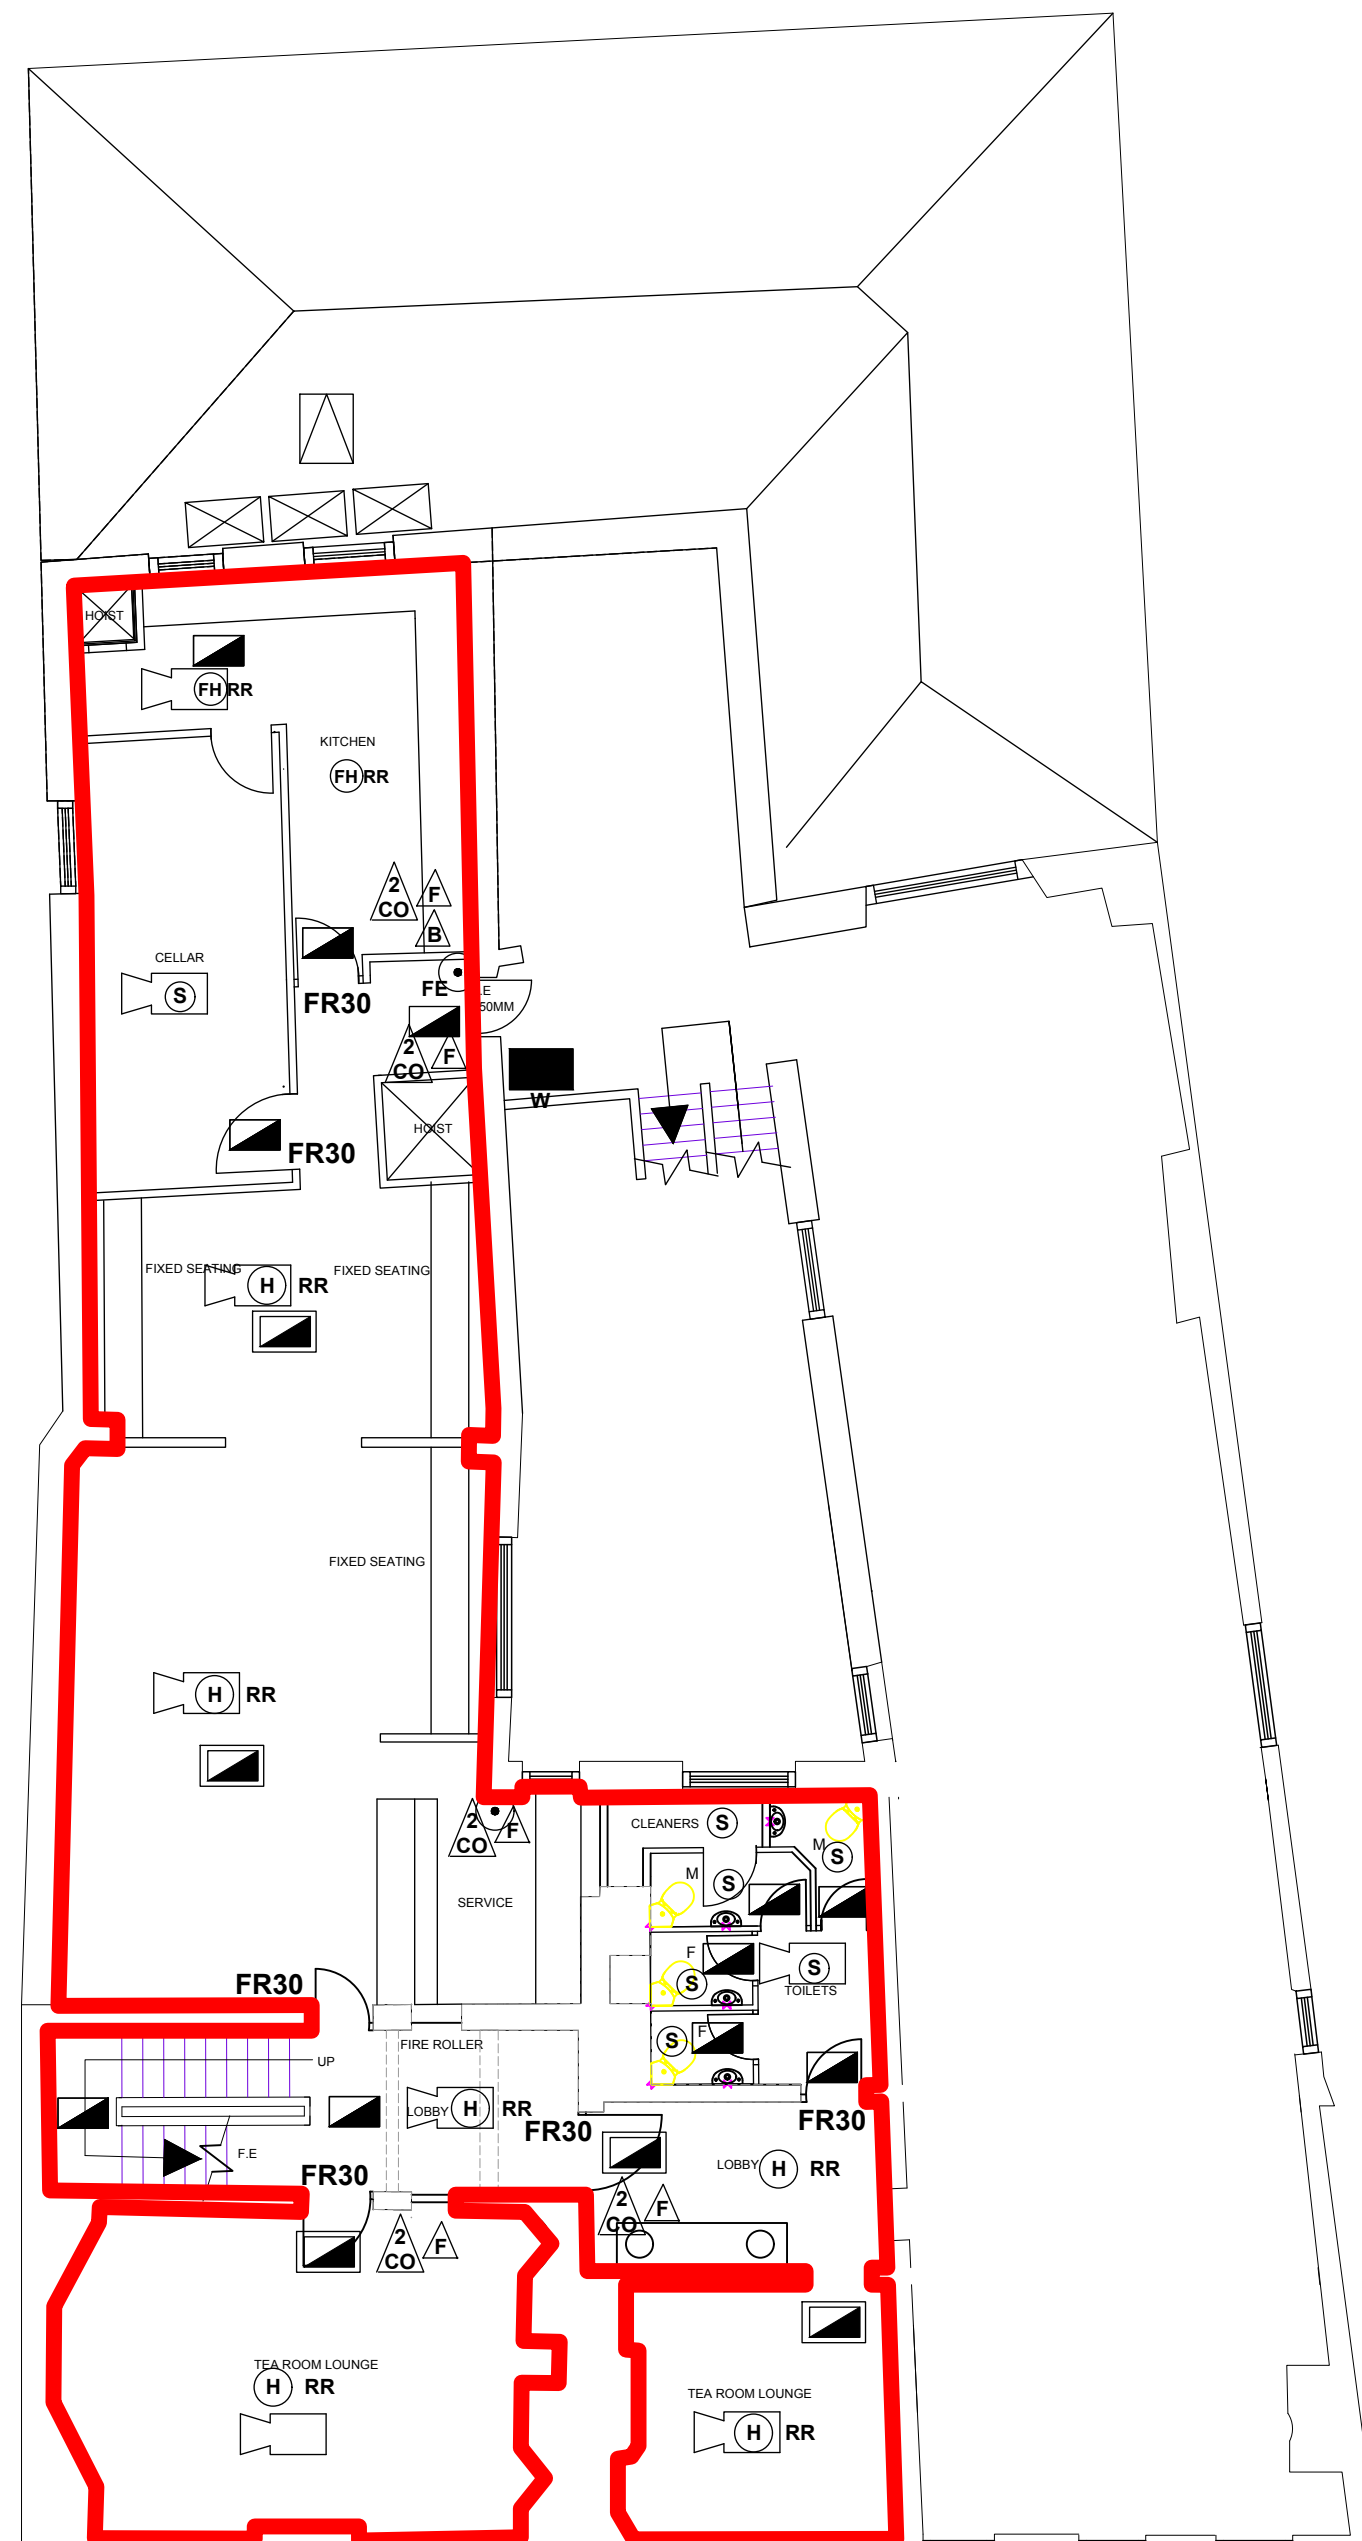 HOIST
FH RR
KITCHEN
FH RR
2
CO
F
B
CELLAR
S
FR30
FE
.E
50MM
2
CO
F
W
HOIST
FR30
FIXED SEATING
FIXED SEATING
H RR
FIXED SEATING
H RR
2
CO
F
CLEANERS
S
M
S
M
S
SERVICE
F
S
S
TOILETS
FR30
F
S
FIRE ROLLER
UP
LOBBY
H RR
FR30
FR30
F.E
FR30
LOBBY
H RR
2
CO
F
2
CO
F
TEA ROOM LOUNGE
H RR
TEA ROOM LOUNGE
H RR